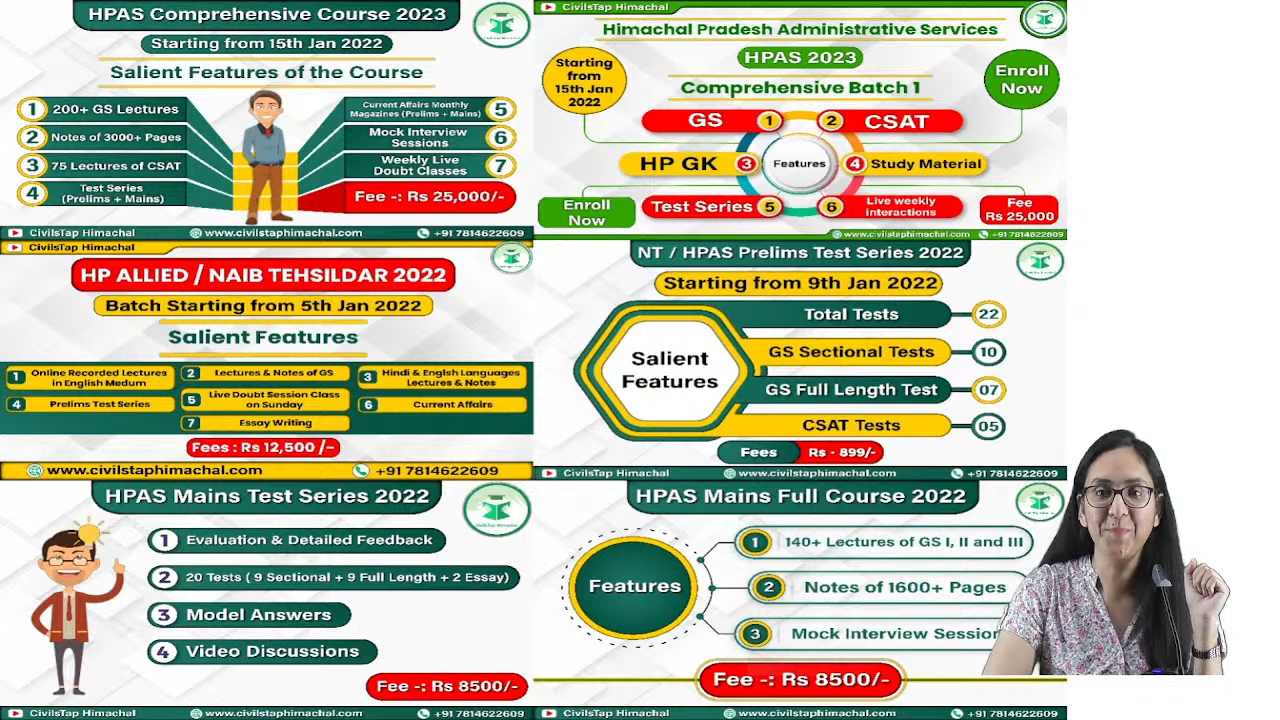 HPAS Comprehensive Course 2023
Starting from 15th Jan 2022
Salient Features of the Course
1 200+ GS Lectures
2 Notes of 3000+ Pages
3 75 Lectures of CSAT
4 Test Series
(Prelims + Mains)
Current Affairs Monthly
Magazines (Prelims + Mains) 5
Mock Interview
Sessions 6
Weekly Live
Doubt Classes 7
Fee -: Rs 25,000/-
CivilsTap Himachal www.civilstaphimachal.com +91 7814622609
CivilsTap Himachal
Himachal Pradesh Administrative Services
HPAS 2023
Comprehensive Batch 1
Starting
from
15th Jan
2022
Enroll
Now
GS 1
2 CSAT
HP GK 3
Features
4 Study Material
Test Series 5
6 Live weekly
interactions
Enroll
Now
Fee
Rs 25,000
www.civilstaphimachal.com +91 7814622609
CivilsTap Himachal
HP ALLIED / NAIB TEHSILDAR 2022
Batch Starting from 5th Jan 2022
Salient Features
1 Online Recorded Lectures
in English Medum
2 Lectures & Notes of GS
3 Hindi & Englsh Languages
Lectures & Notes
4 Prelims Test Series
5 Live Doubt Session Class
on Sunday
6 Current Affairs
7 Essay Writing
Fees : Rs 12,500 /-
www.civilstaphimachal.com +91 7814622609
NT / HPAS Prelims Test Series 2022
Starting from 9th Jan 2022
Salient
Features
Total Tests 22
GS Sectional Tests 10
GS Full Length Test 07
CSAT Tests 05
Fees Rs - 899/-
CivilsTap Himachal www.civilstaphimachal.com +91 7814622609
HPAS Mains Test Series 2022
1 Evaluation & Detailed Feedback
2 20 Tests ( 9 Sectional + 9 Full Length + 2 Essay)
3 Model Answers
4 Video Discussions
Fee -: Rs 8500/-
CivilsTap Himachal www.civilstaphimachal.com +91 7814622609
HPAS Mains Full Course 2022
Features
1 140+ Lectures of GS I, II and III
2 Notes of 1600+ Pages
3 Mock Interview Session
Fee -: Rs 8500/-
CivilsTap Himachal www.civilstaphimachal.com +91 7814622609